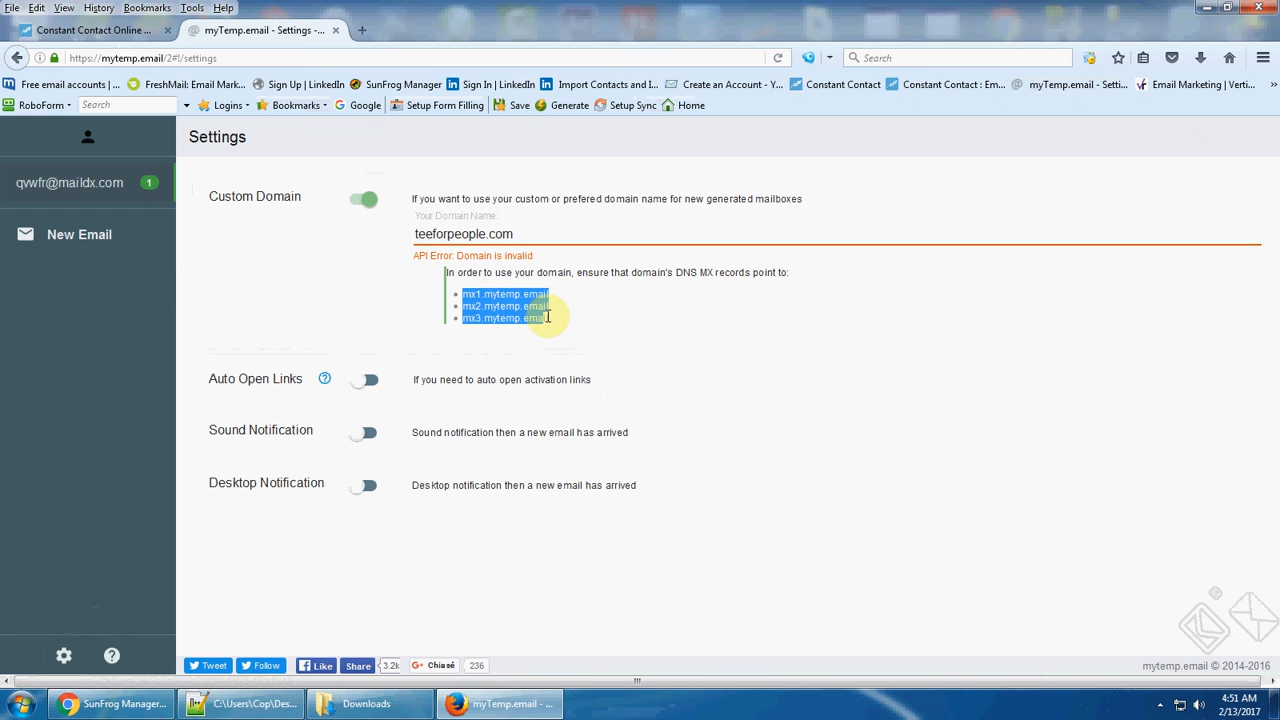 File Edit View History Bookmarks Tools Help
Constant Contact Online ... × myTemp.email - Settings -... × +
https://mytemp.email/2#!/settings Search
Free email accounts | ... FreshMail: Email Mark... Sign Up | LinkedIn SunFrog Manager Sign In | LinkedIn Import Contacts and I... Create an Account - Y... Constant Contact Constant Contact : Em... myTemp.email - Setti... Email Marketing | Verti... »
RoboForm Search Logins Bookmarks Google Setup Form Filling Save Generate Setup Sync Home
Settings
qvwfr@maildx.com 1
New Email
Custom Domain If you want to use your custom or prefered domain name for new generated mailboxes
Your Domain Name:
teeforpeople.com
API Error: Domain is invalid
In order to use your domain, ensure that domain's DNS MX records point to:
• mx1.mytemp.email
• mx2.mytemp.email
• mx3.mytemp.email
Auto Open Links ? If you need to auto open activation links
Sound Notification Sound notification then a new email has arrived
Desktop Notification Desktop notification then a new email has arrived
Tweet Follow Like Share 3.2k G+ Chia sẻ 236 mytemp.email © 2014-2016
SunFrog Manager... C:\Users\Cop\Des... Downloads myTemp.email - ... 4:51 AM
2/13/2017